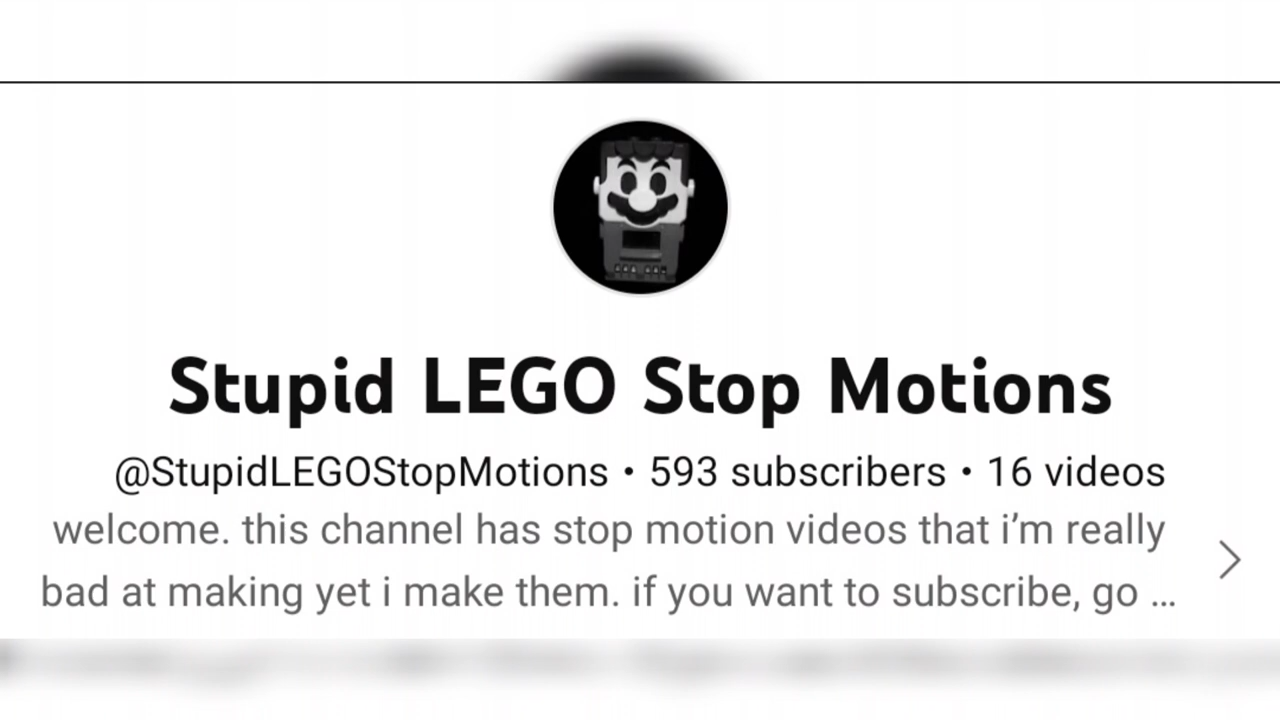 Stupid LEGO Stop Motions
@StupidLEGOStopMotions • 593 subscribers • 16 videos
welcome. this channel has stop motion videos that i’m really
bad at making yet i make them. if you want to subscribe, go ...